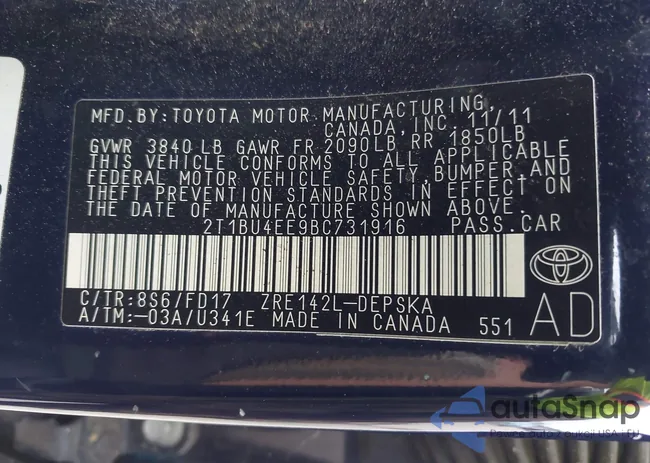 MFD. BY: TOYOTA MOTOR MANUFACTURING,
CANADA, INC. 11/11
GVWR 3840 LB GAWR FR 2090LB, RR 1850LB
THIS VEHICLE CONFORMS TO ALL APPLICABLE
FEDERAL MOTOR VEHICLE SAFETY, BUMPER, AND
THEFT PREVENTION STANDARDS IN EFFECT ON
THE DATE OF MANUFACTURE SHOWN ABOVE.
2T1BU4EE9BC731916 PASS.CAR
C/TR:8S6/FD17 ZRE142L-DEPSKA
A/TM:-03A/U341E MADE IN CANADA 551
AD
autoSnap